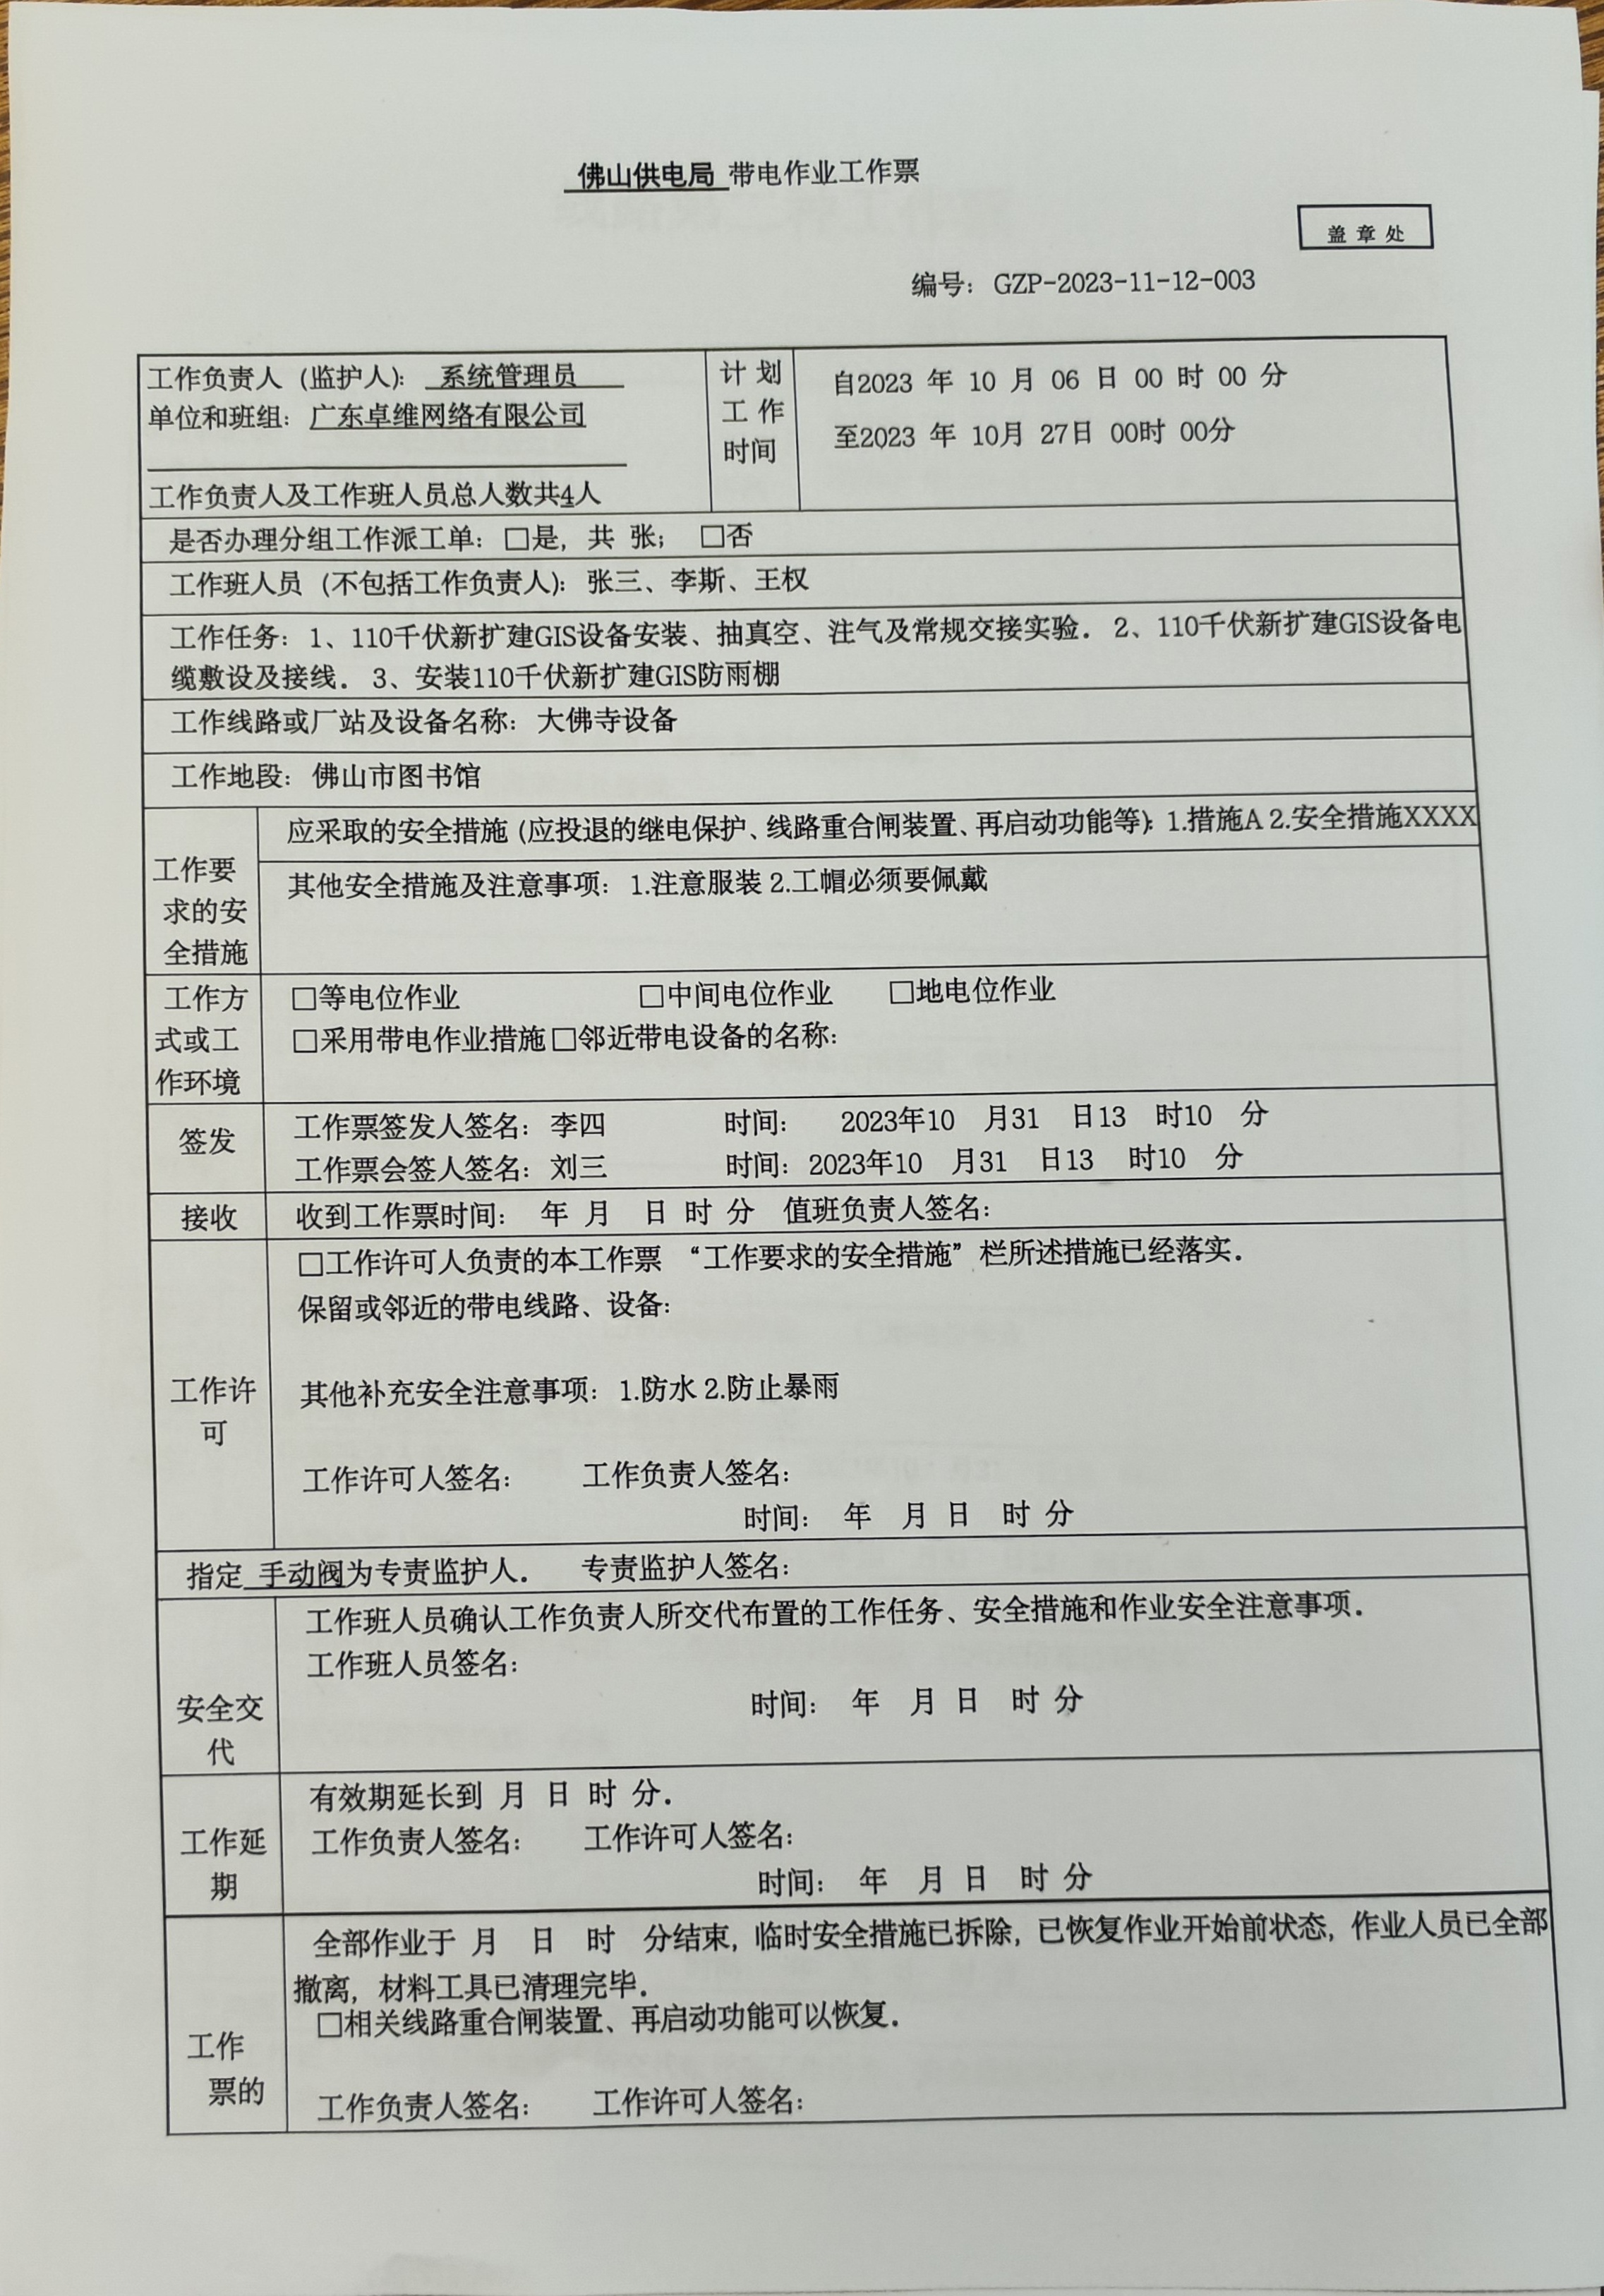 佛山供电局 带电作业工作票
盖 章 处
编号：GZP-2023-11-12-003
工作负责人（监护人）：系统管理员
单位和班组：广东卓维网络有限公司
工作负责人及工作班人员总人数共4人
计 划
工 作
时间
自2023 年 10 月 06 日 00 时 00 分
至2023 年 10月 27日 00时 00分
是否办理分组工作派工单：□是，共 张； □否
工作班人员（不包括工作负责人）：张三、李斯、王权
工作任务：1、110千伏新扩建GIS设备安装、抽真空、注气及常规交接实验．2、110千伏新扩建GIS设备电
缆敷设及接线．3、安装110千伏新扩建GIS防雨棚
工作线路或厂站及设备名称：大佛寺设备
工作地段：佛山市图书馆
工作要
求的安
全措施
应采取的安全措施（应投退的继电保护、线路重合闸装置、再启动功能等）：1.措施A 2.安全措施XXXX
其他安全措施及注意事项：1.注意服装 2.工帽必须要佩戴
工作方
式或工
作环境
□等电位作业 □中间电位作业 □地电位作业
□采用带电作业措施 □邻近带电设备的名称：
签发
工作票签发人签名：李四 时间： 2023年10 月31 日13 时10 分
工作票会签人签名：刘三 时间：2023年10 月31 日13 时10 分
接收
收到工作票时间： 年 月 日 时 分 值班负责人签名：
工作许
可
□工作许可人负责的本工作票 “工作要求的安全措施”栏所述措施已经落实．
保留或邻近的带电线路、设备：
其他补充安全注意事项：1.防水 2.防止暴雨
工作许可人签名： 工作负责人签名：
时间： 年 月 日 时 分
指定 手动阀为专责监护人． 专责监护人签名：
安全交
代
工作班人员确认工作负责人所交代布置的工作任务、安全措施和作业安全注意事项．
工作班人员签名：
时间： 年 月 日 时 分
工作延
期
有效期延长到 月 日 时 分．
工作负责人签名： 工作许可人签名：
时间： 年 月 日 时 分
工作
票的
全部作业于 月 日 时 分结束，临时安全措施已拆除，已恢复作业开始前状态，作业人员已全部
撤离，材料工具已清理完毕．
□相关线路重合闸装置、再启动功能可以恢复．
工作负责人签名： 工作许可人签名：